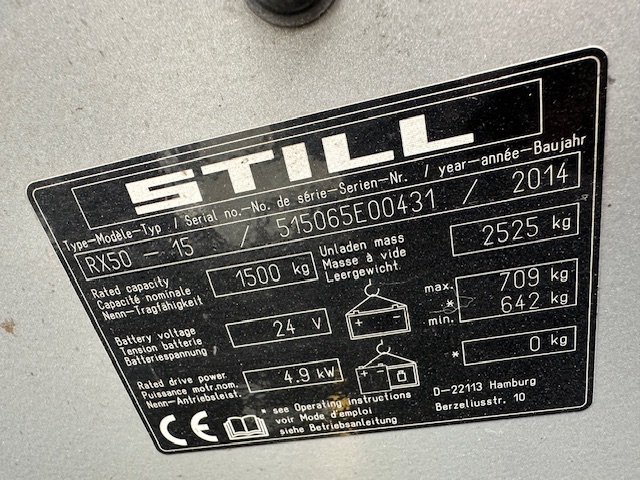 STILL
Type-Modèle-Typ / Serial no.-No. de série-Serien-Nr. / year-année-Baujahr
RX50 - 15 / 515065E00431 / 2014
Rated capacity
Capacité nominale
Nenn-Tragfähigkeit
1500 kg
Unladen mass
Masse à vide
Leergewicht.
2525 kg
Battery voltage
Tension batterie
Batteriespannung
24 V
+ -
max. 709 kg
*
min. 642 kg
Rated drive power.
Puissance motr.nom.
Nenn-Antriebsleist.
4.9 kW
+
* 0 kg
CE
* see Operating instructions
voir Mode d'emploi
siehe Betriebsanleitung
D-22113 Hamburg
Berzeliusstr. 10